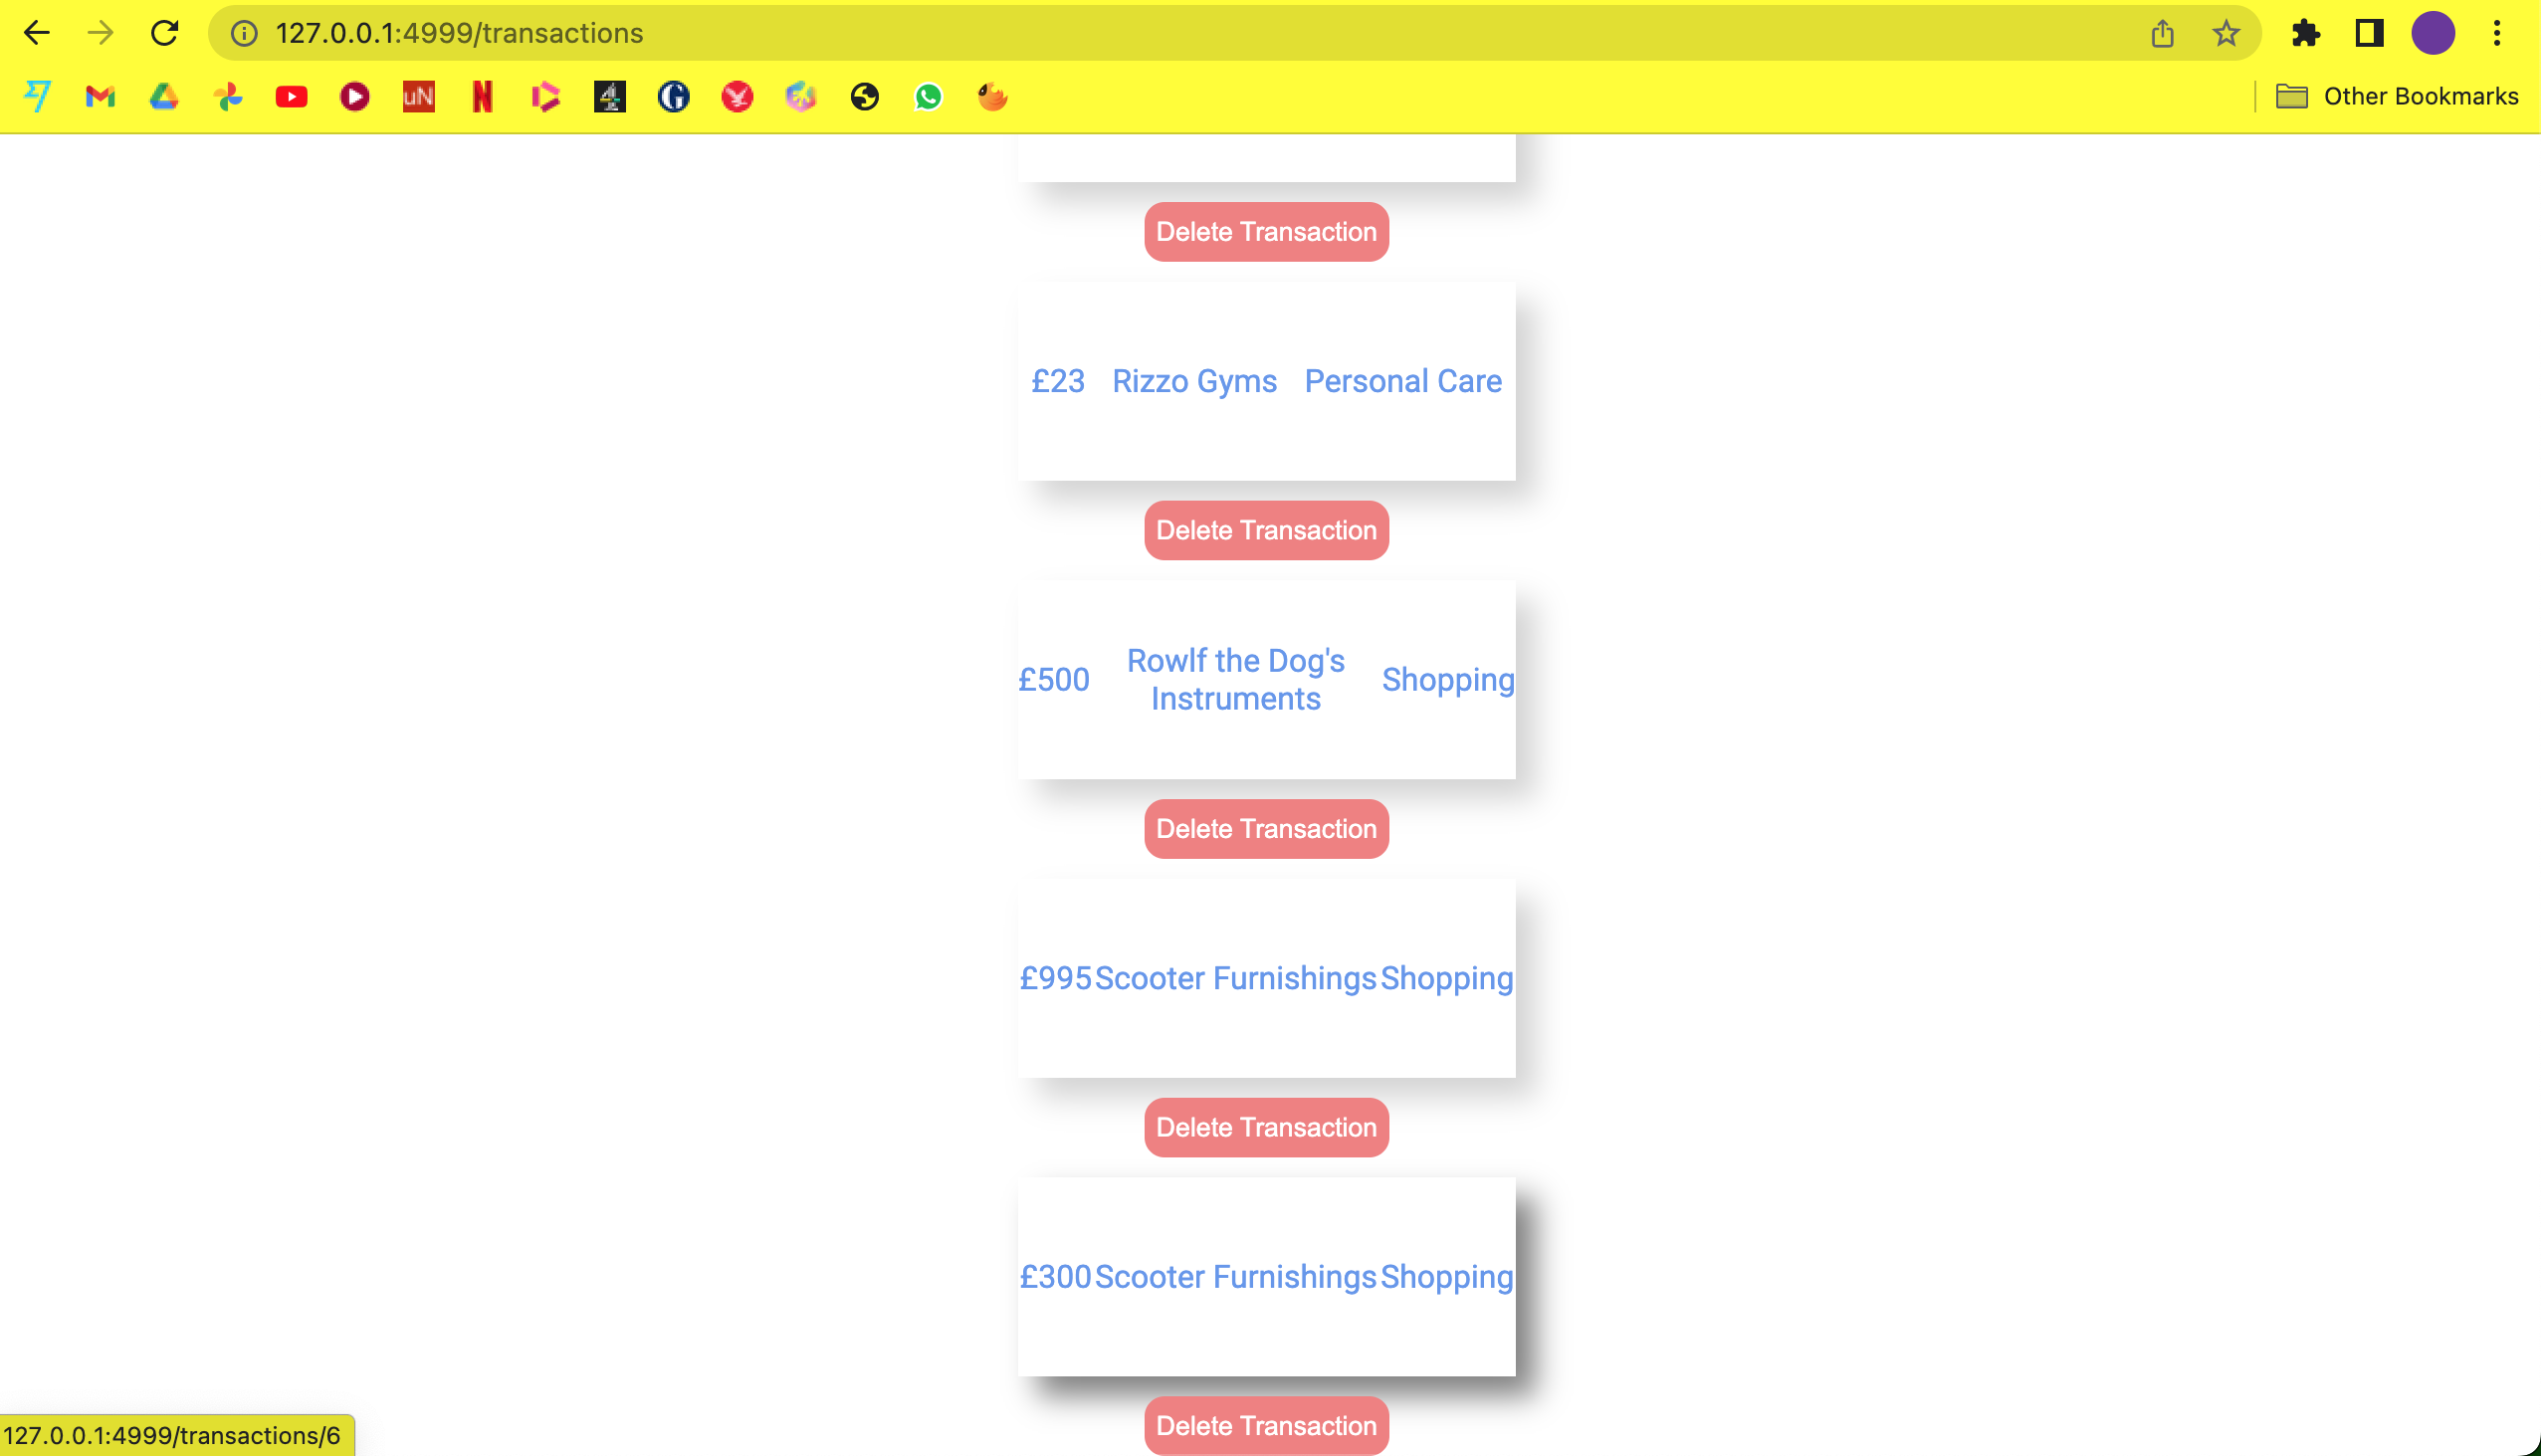 127.0.0.1:4999/transactions
uN
N
4
G
Other Bookmarks
Delete Transaction
£23 Rizzo Gyms Personal Care
Delete Transaction
£500 Rowlf the Dog's Instruments Shopping
Delete Transaction
£995 Scooter Furnishings Shopping
Delete Transaction
£300 Scooter Furnishings Shopping
Delete Transaction
127.0.0.1:4999/transactions/6